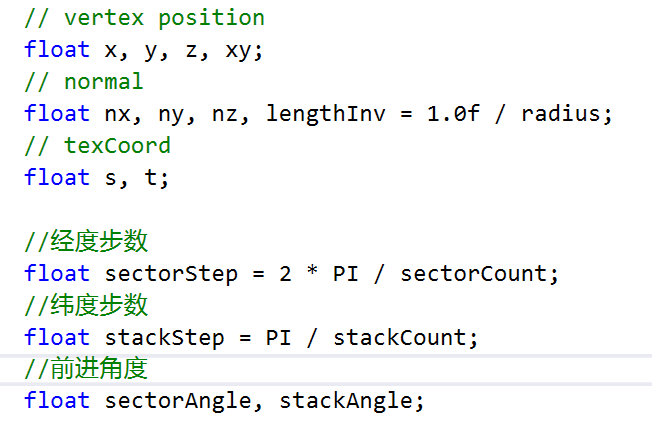 // vertex position
float x, y, z, xy;
// normal
float nx, ny, nz, lengthInv = 1.0f / radius;
// texCoord
float s, t;
//经度步数
float sectorStep = 2 * PI / sectorCount;
//纬度步数
float stackStep = PI / stackCount;
//前进角度
float sectorAngle, stackAngle;